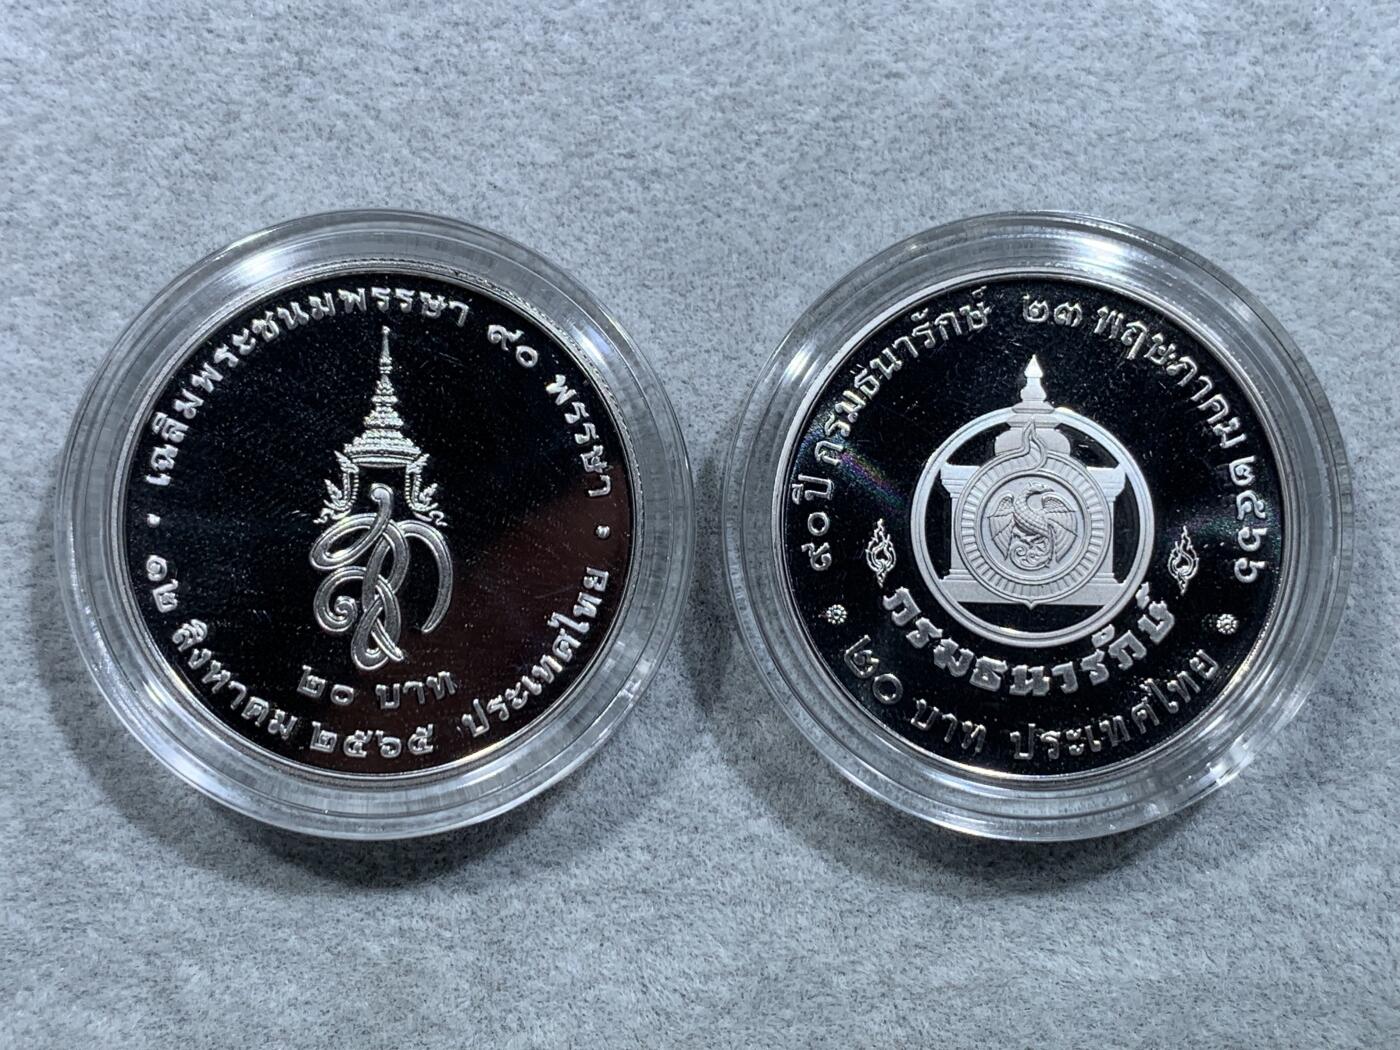 เฉลิมพระชนมพรรษา ๙๐ พรรษา
๒๐ บาท
๑๒ สิงหาคม ๒๕๖๕ ประเทศไทย
๙๐ปี กรมธนารักษ์ ๒๓ พฤษภาคม ๒๕๖๖
กรมธนารักษ์
๒๐ บาท ประเทศไทย